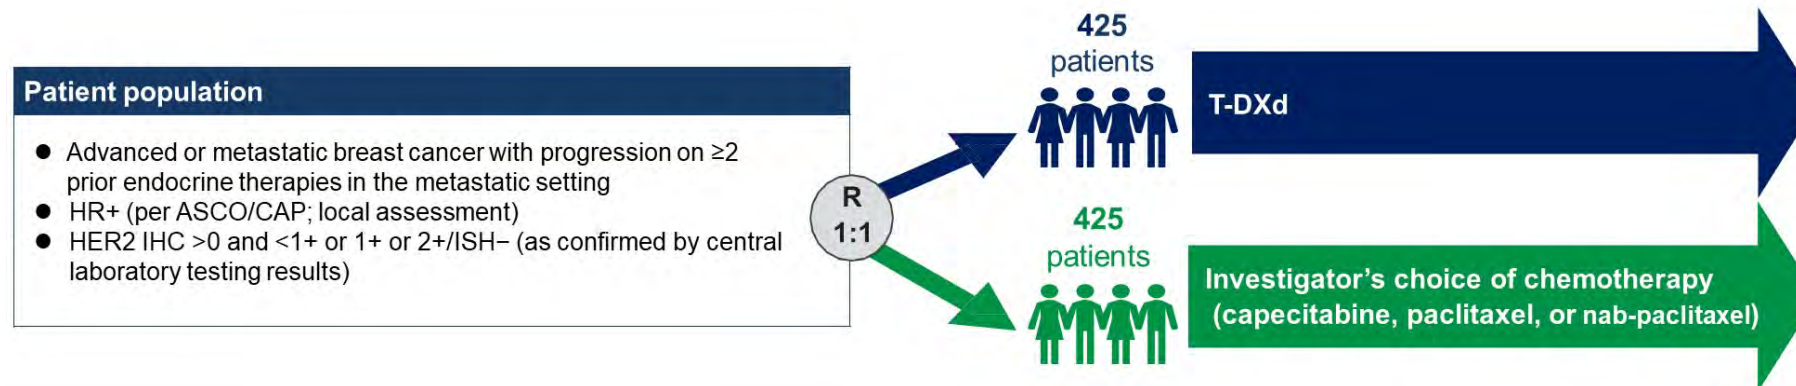 Patient population
● Advanced or metastatic breast cancer with progression on ≥2
prior endocrine therapies in the metastatic setting
● HR+ (per ASCO/CAP; local assessment)
● HER2 IHC >0 and <1+ or 1+ or 2+/ISH− (as confirmed by central
laboratory testing results)
R
1:1
425
patients
T-DXd
425
patients
Investigator’s choice of chemotherapy
(capecitabine, paclitaxel, or nab-paclitaxel)